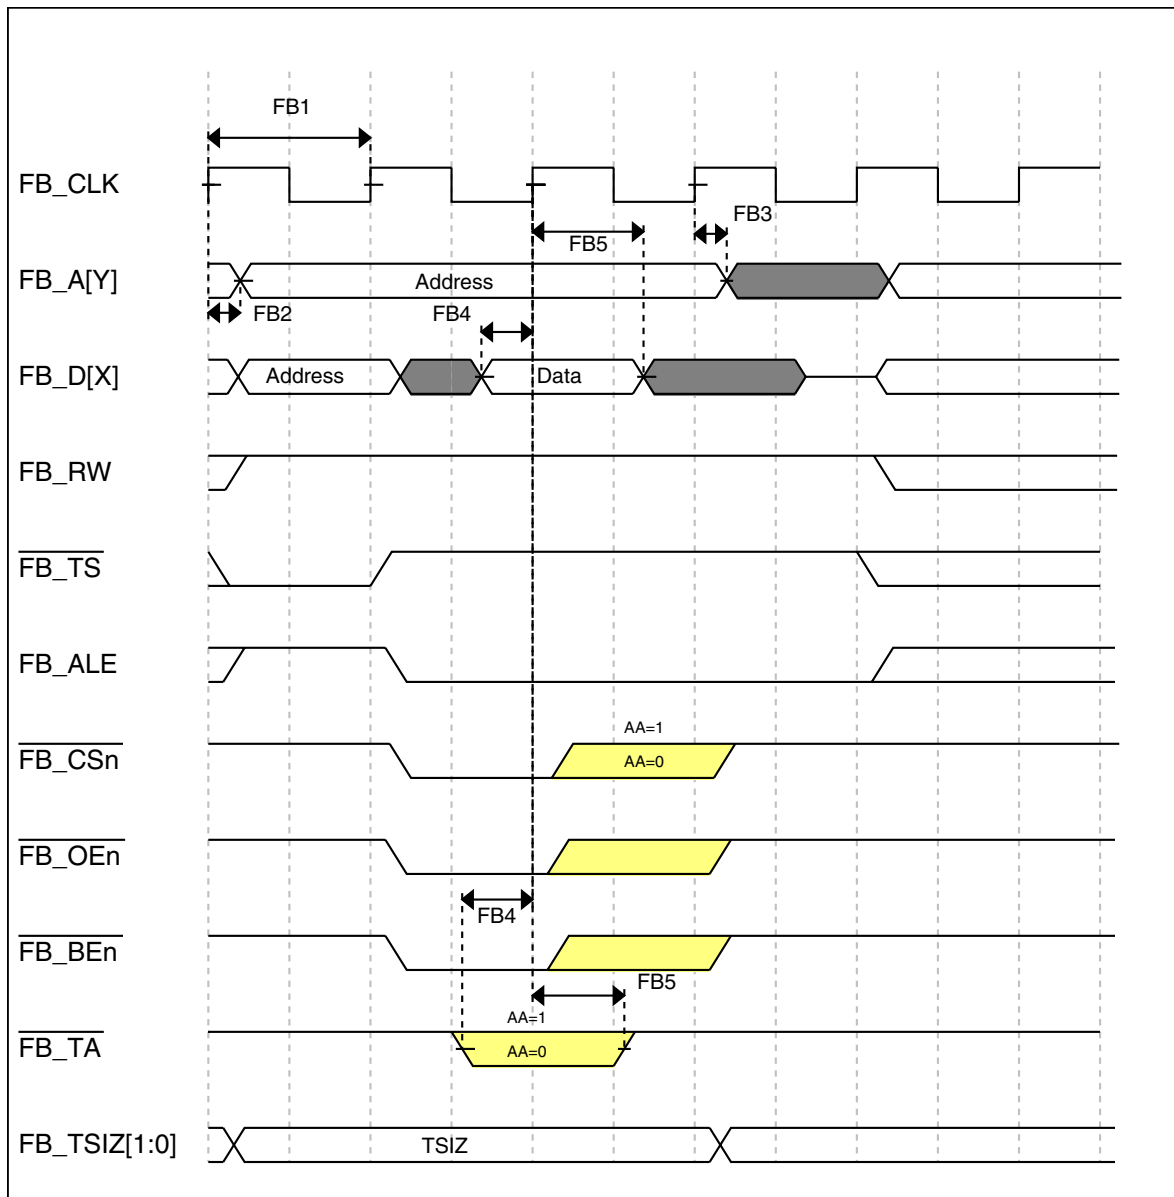 FB1
FB_CLK
FB3
FB5
FB_A[Y]
Address
FB2
FB4
FB_D[X]
Address
Data
FB_RW
FB_TS
FB_ALE
AA=1
FB_CSn
AA=0
FB_OEn
FB4
FB_BEn
FB5
AA=1
FB_TA
AA=0
FB_TSIZ[1:0]
TSIZ